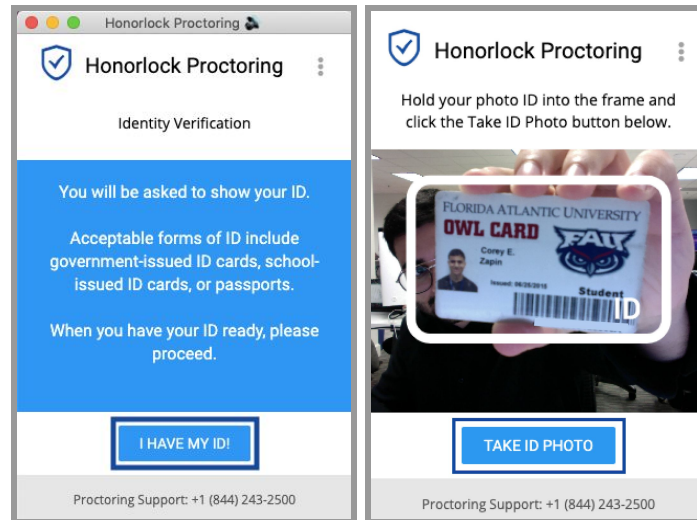 Honorlock Proctoring
Honorlock Proctoring
Identity Verification
You will be asked to show your ID.
Acceptable forms of ID include
government-issued ID cards, school-
issued ID cards, or passports.
When you have your ID ready, please
proceed.
I HAVE MY ID!
Proctoring Support: +1 (844) 243-2500
Honorlock Proctoring
Hold your photo ID into the frame and
click the Take ID Photo button below.
FLORIDA ATLANTIC UNIVERSITY
OWL CARD
FAU
Corey E.
Zapin
Issued: 06/29/2018
Student
ID
TAKE ID PHOTO
Proctoring Support: +1 (844) 243-2500